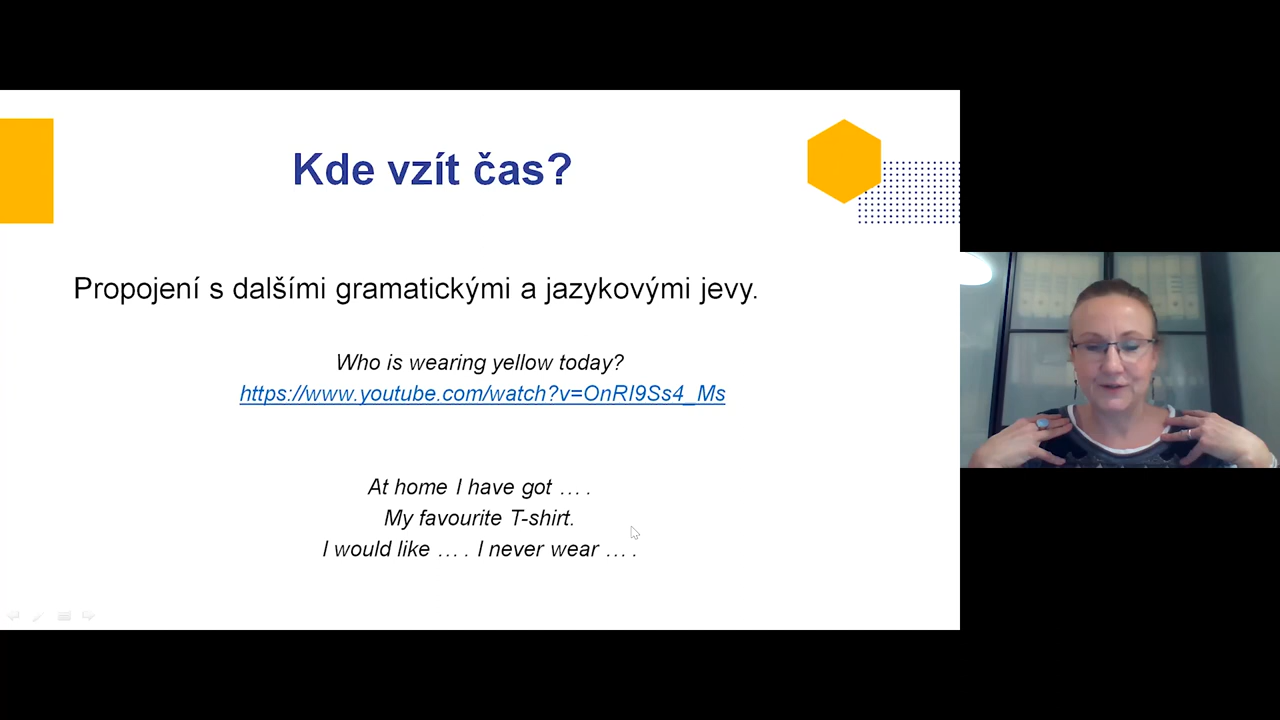 Kde vzít čas?
Propojení s dalšími gramatickými a jazykovými jevy.
Who is wearing yellow today?
https://www.youtube.com/watch?v=OnRI9Ss4_Ms
At home I have got … .
My favourite T-shirt.
I would like … . I never wear … .